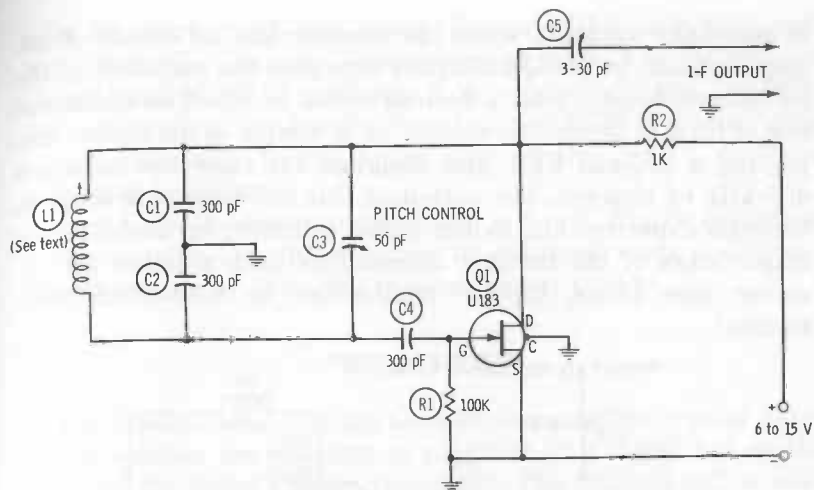 C5
3-30 pF
I-F OUTPUT
R2
1K
L1
(See text)
C1
300 pF
C2
300 pF
PITCH CONTROL
C3
50 pF
Q1
U183
C4
300 pF
G
D
C
S
R1
100K
+
6 to 15 V
-